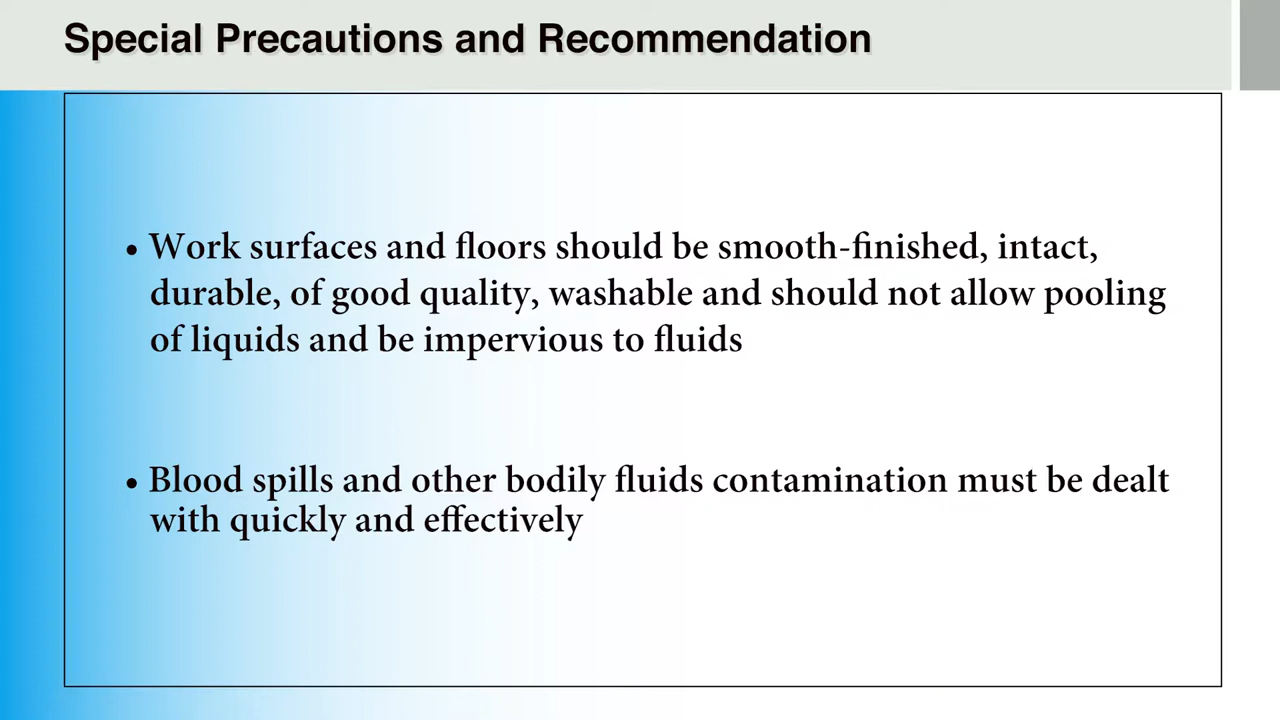 Special Precautions and Recommendation
• Work surfaces and floors should be smooth-finished, intact,
durable, of good quality, washable and should not allow pooling
of liquids and be impervious to fluids
• Blood spills and other bodily fluids contamination must be dealt
with quickly and effectively